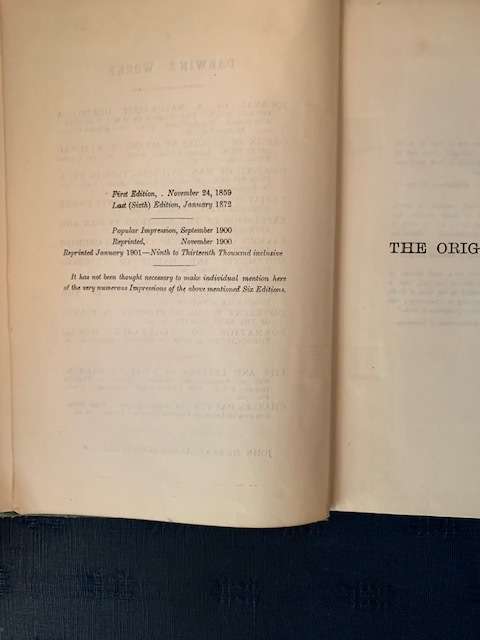 First Edition, . November 24, 1859
Last (Sixth) Edition, January 1872
Popular Impression, September 1900
Reprinted, November 1900
Reprinted January 1901—Ninth to Thirteenth Thousand inclusive
It has not been thought necessary to make individual mention here
of the very numerous Impressions of the above mentioned Six Editions.
THE ORIG